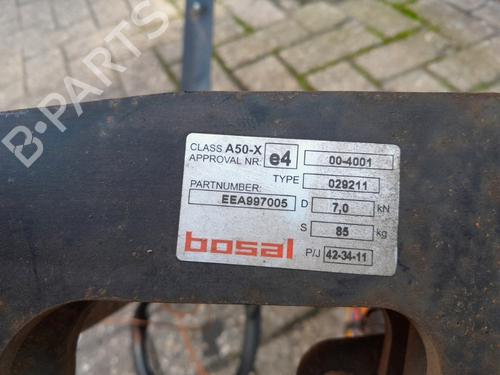 B-PARTS
CLASS A50-X
APPROVAL NR. e4 00-4001
TYPE 029211
PARTNUMBER:
EEA997005 D 7,0 kN
S 85 kg
bosal P/J 42-34-11